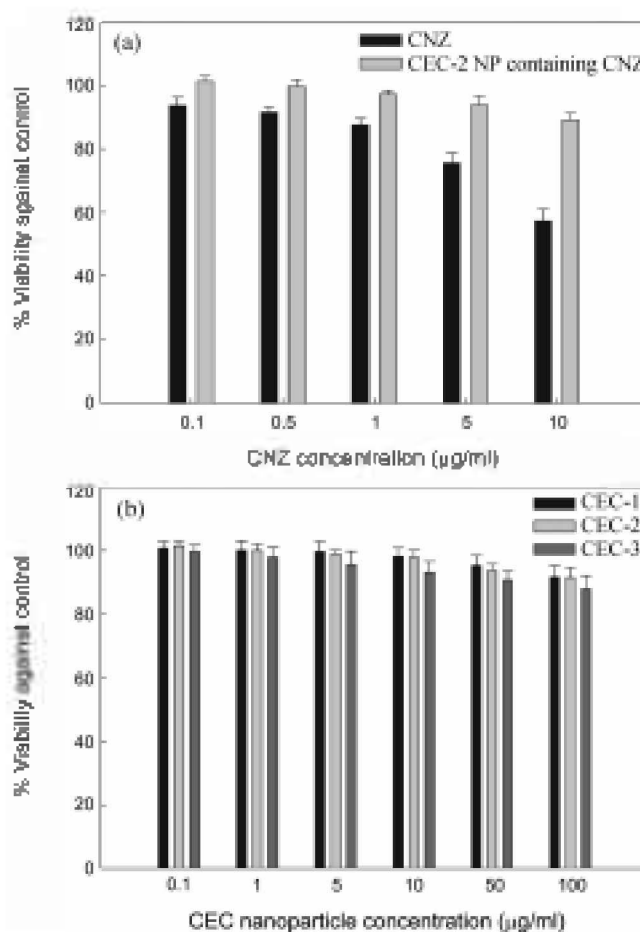 120
(a)
CNZ
CEC-2 NP containing CNZ
100
80
60
40
20
0
% Viability against control
0.1 0.5 1 5 10
CNZ concentration (μg/ml)
120
(b)
CEC-1
CEC-2
CEC-3
100
80
60
40
20
0
% Viability against control
0.1 1 5 10 50 100
CEC nanoparticle concentration (μg/ml)